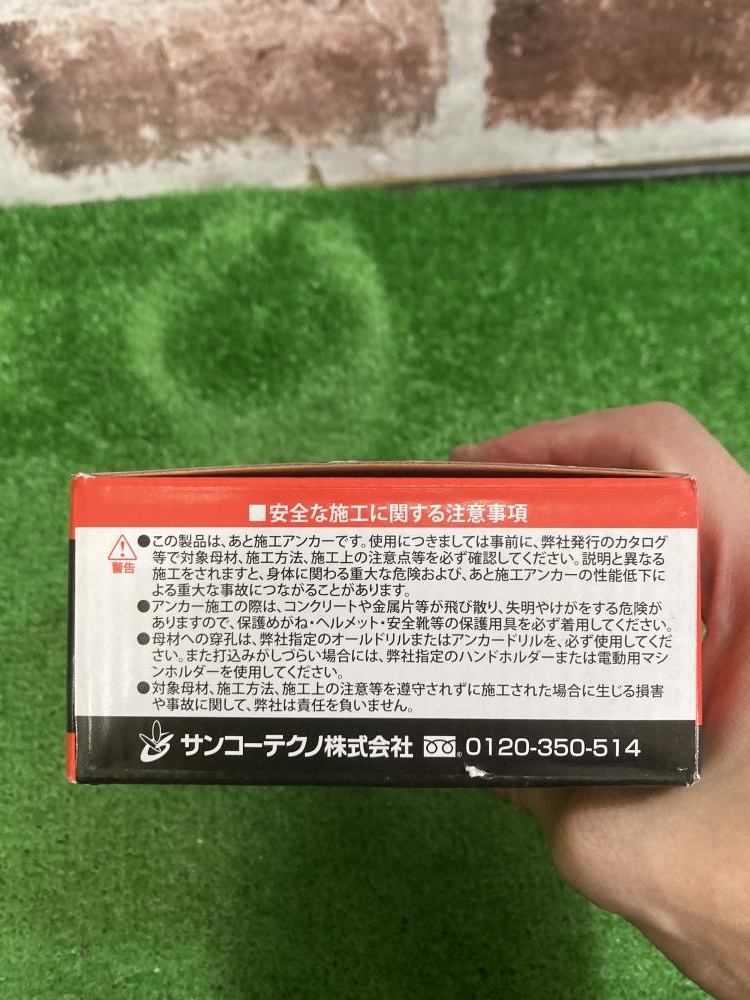 ■安全な施工に関する注意事項
警告
●この製品は、あと施工アンカーです。使用につきましては事前に、弊社発行のカタログ
等で対象母材、施工方法、施工上の注意点等を必ず確認してください。説明と異なる
施工をされますと、身体に関わる重大な危険および、あと施工アンカーの性能低下に
よる重大な事故につながることがあります。
●アンカー施工の際は、コンクリートや金属片等が飛び散り、失明やけがをする危険が
ありますので、保護めがね・ヘルメット・安全靴等の保護用具を必ず着用してください。
●母材への穿孔は、弊社指定のオールドリルまたはアンカードリルを、必ず使用してくだ
さい。また打込みがしづらい場合には、弊社指定のハンドホルダーまたは電動用マシ
ンホルダーを使用してください。
●対象母材、施工方法、施工上の注意等を遵守されずに施工された場合に生じる損害
や事故に関して、弊社は責任を負いません。
サンコーテクノ株式会社 0120-350-514